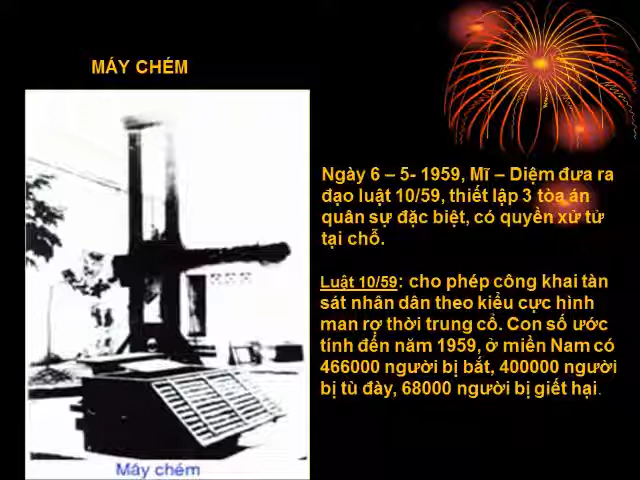 MÁY CHÉM
Ngày 6 – 5- 1959, Mĩ – Diệm đưa ra
đạo luật 10/59, thiết lập 3 tòa án
quân sự đặc biệt, có quyền xử tử
tại chỗ.
Luật 10/59: cho phép công khai tàn
sát nhân dân theo kiểu cực hình
man rợ thời trung cổ. Con số ước
tính đến năm 1959, ở miền Nam có
466000 người bị bắt, 400000 người
bị tù đày, 68000 người bị giết hại.
Máy chém